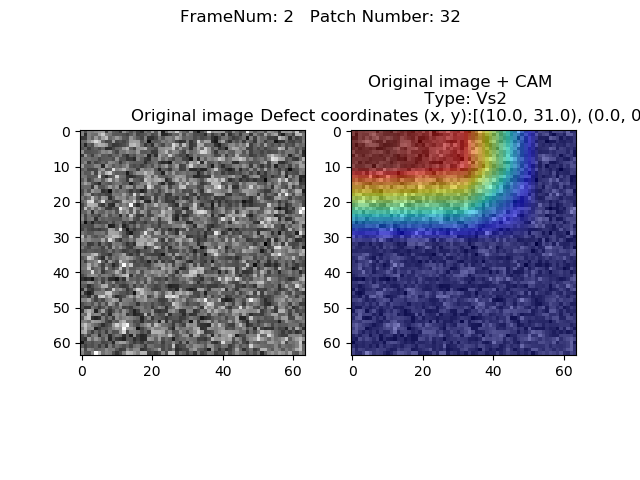 FrameNum: 2   Patch Number: 32
Original image + CAM
Type: Vs2
Original image Defect coordinates (x, y):[(10.0, 31.0), (0.0, 0
0 0
10 10
20 20
30 30
40 40
50 50
60 60
0 20 40 60 0 20 40 60